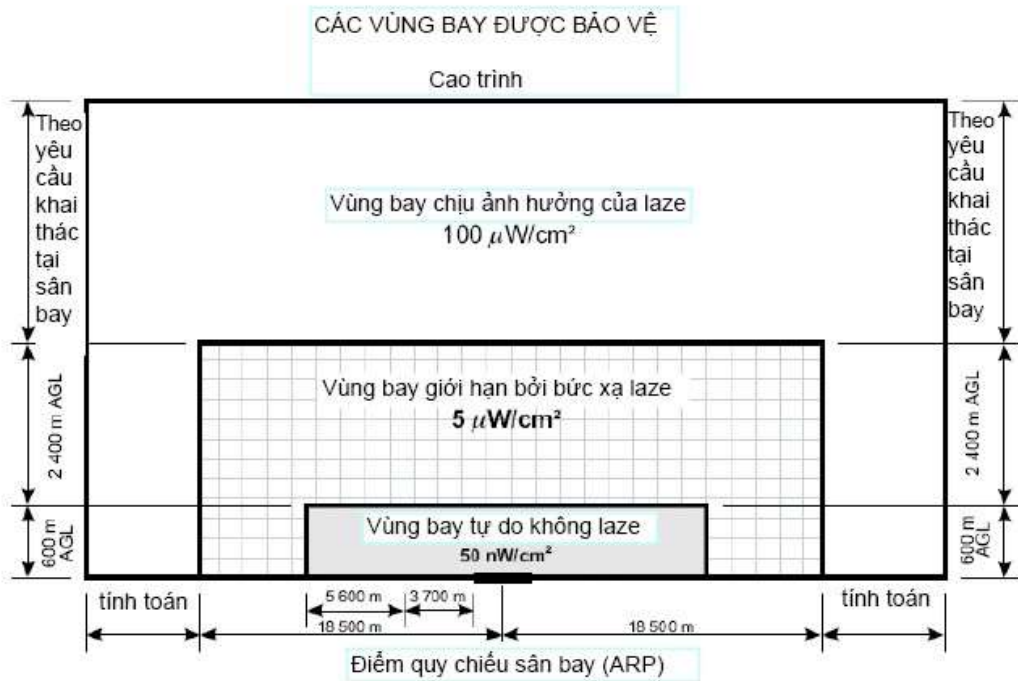 CÁC VÙNG BAY ĐƯỢC BẢO VỆ
Cao trình
Theo
yêu
cầu
khai
thác
tại
sân
bay
Theo
yêu
cầu
khai
thác
tại
sân
bay
Vùng bay chịu ảnh hưởng của laze
100 µW/cm²
2 400 m AGL
Vùng bay giới hạn bởi bức xạ laze
5 µW/cm²
2 400 m AGL
600 m
AGL
Vùng bay tự do không laze
50 nW/cm²
600 m
AGL
tính toán
5 600 m
3 700 m
tính toán
18 500 m
18 500 m
Điểm quy chiếu sân bay (ARP)